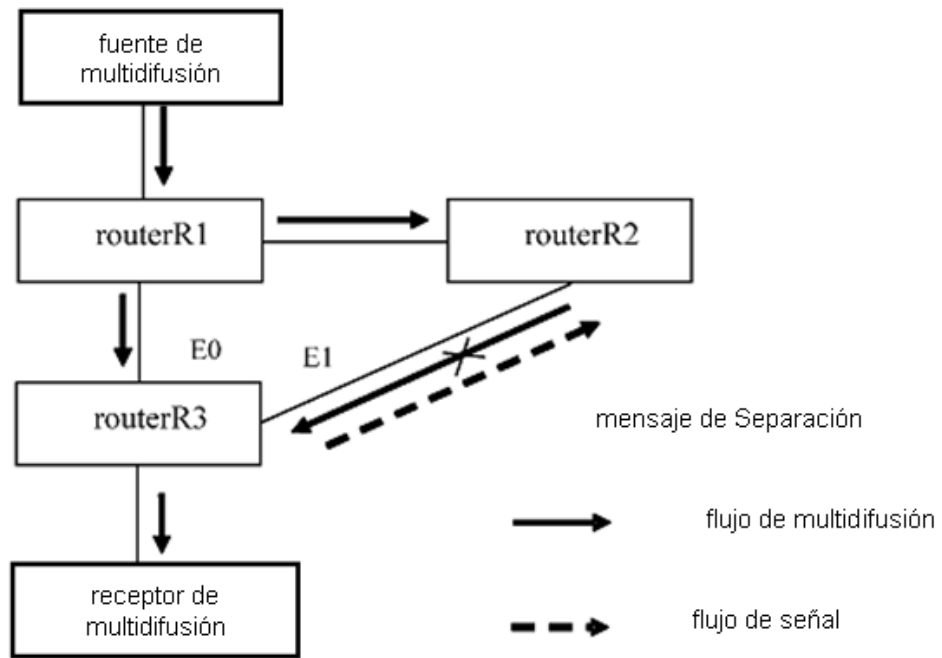 fuente de
multidifusión
routerR1
routerR2
E0
E1
routerR3
mensaje de Separación
flujo de multidifusión
receptor de
multidifusión
flujo de señal